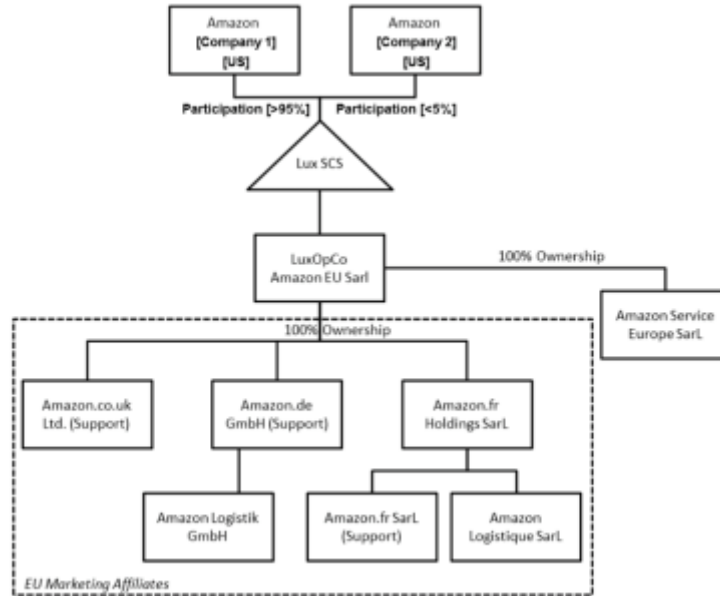 Amazon
[Company 1]
[US]
Amazon
[Company 2]
[US]
Participation [>95%]
Participation [<5%]
Lux SCS
LuxOpCo
Amazon EU Sarl
100% Ownership
Amazon Service
Europe SarL
100% Ownership
Amazon.co.uk
Ltd. (Support)
Amazon.de
GmbH (Support)
Amazon.fr
Holdings SarL
Amazon Logistik
GmbH
Amazon.fr SarL
(Support)
Amazon
Logistique SarL
EU Marketing Affiliates